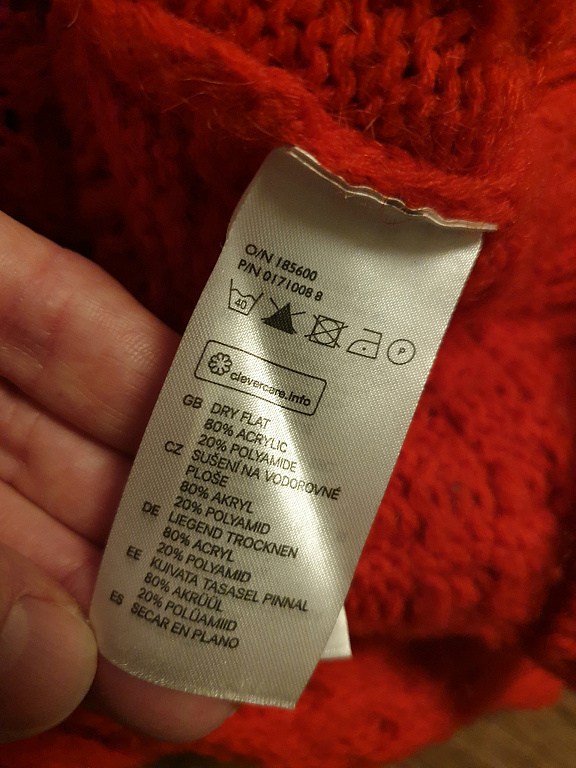 O/N 185600
P/N 0171008 8
40
P
clevercare.info
GB DRY FLAT
80% ACRYLIC
20% POLYAMIDE
CZ SUŠENÍ NA VODOROVNÉ
PLOŠE
80% AKRYL
20% POLYAMID
DE LIEGEND TROCKNEN
80% ACRYL
20% POLYAMID
EE KUIVATA TASASEL PINNAL
80% AKRÜÜL
20% POLÜAMIID
ES SECAR EN PLANO